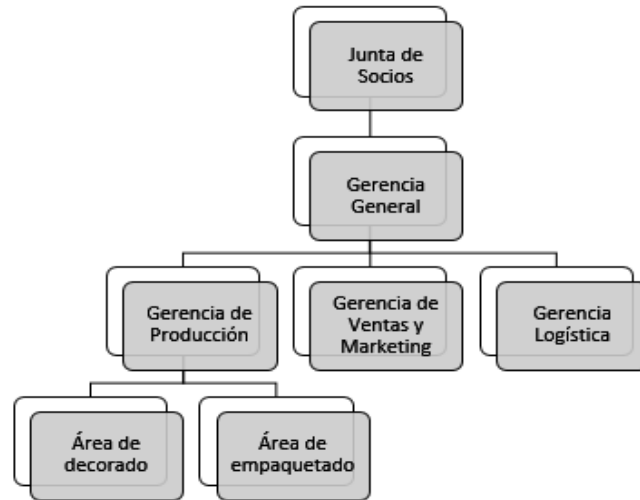 Junta de
Socios
Gerencia
General
Gerencia de
Producción
Gerencia de
Ventas y
Marketing
Gerencia
Logística
Área de
decorado
Área de
empaquetado